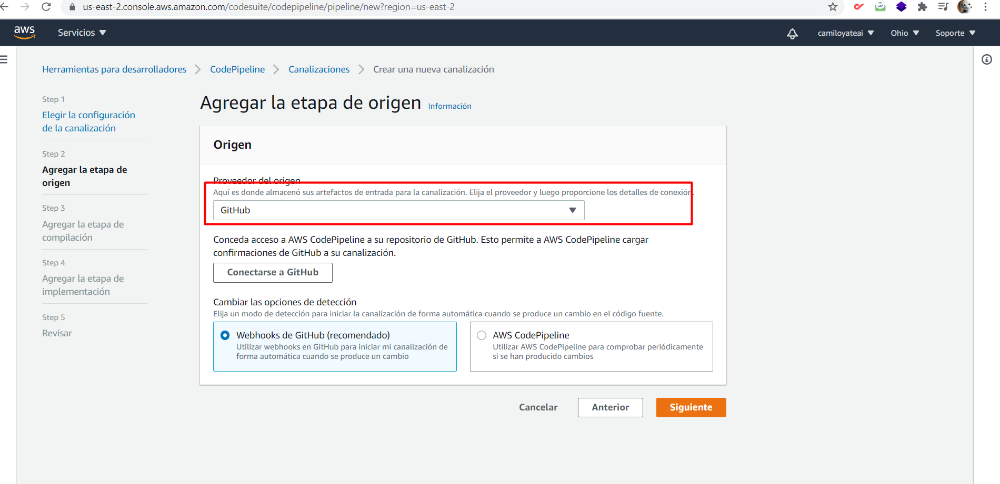 us-east-2.console.aws.amazon.com/codesuite/codepipeline/pipeline/new?region=us-east-2
aws
Servicios
camiloyateai
Ohio
Soporte
Herramientas para desarrolladores
CodePipeline
Canalizaciones
Crear una nueva canalización
Step 1
Elegir la configuración
de la canalización
Step 2
Agregar la etapa de
origen
Step 3
Agregar la etapa de
compilación
Step 4
Agregar la etapa de
implementación
Step 5
Revisar
Agregar la etapa de origen Información
Origen
Proveedor del origen
Aquí es donde almacenó sus artefactos de entrada para la canalización. Elija el proveedor y luego proporcione los detalles de conexión.
GitHub
Conceda acceso a AWS CodePipeline a su repositorio de GitHub. Esto permite a AWS CodePipeline cargar
confirmaciones de GitHub a su canalización.
Conectarse a GitHub
Cambiar las opciones de detección
Elija un modo de detección para iniciar la canalización de forma automática cuando se produce un cambio en el código fuente.
Webhooks de GitHub (recomendado)
Utilizar webhooks en GitHub para iniciar mi canalización de
forma automática cuando se produce un cambio
AWS CodePipeline
Utilizar AWS CodePipeline para comprobar periódicamente
si se han producido cambios
Cancelar
Anterior
Siguiente